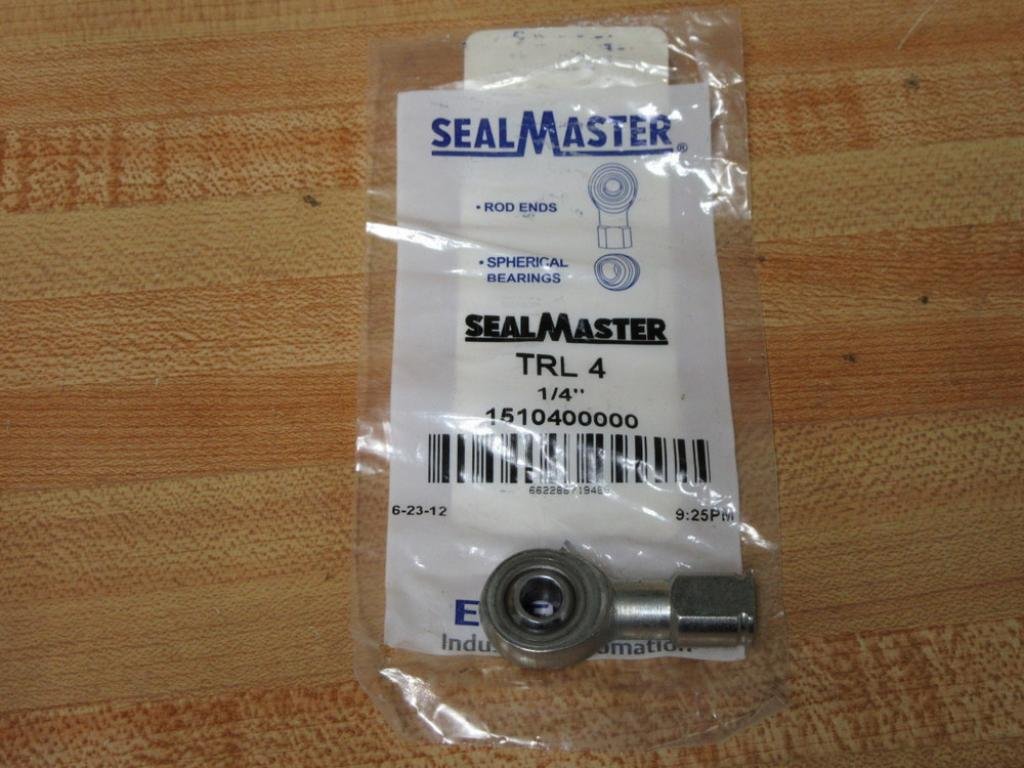 SEALMASTER®
• ROD ENDS
• SPHERICAL
BEARINGS
SEALMASTER
TRL 4
1/4"
1510400000
6-23-12
9:25PM